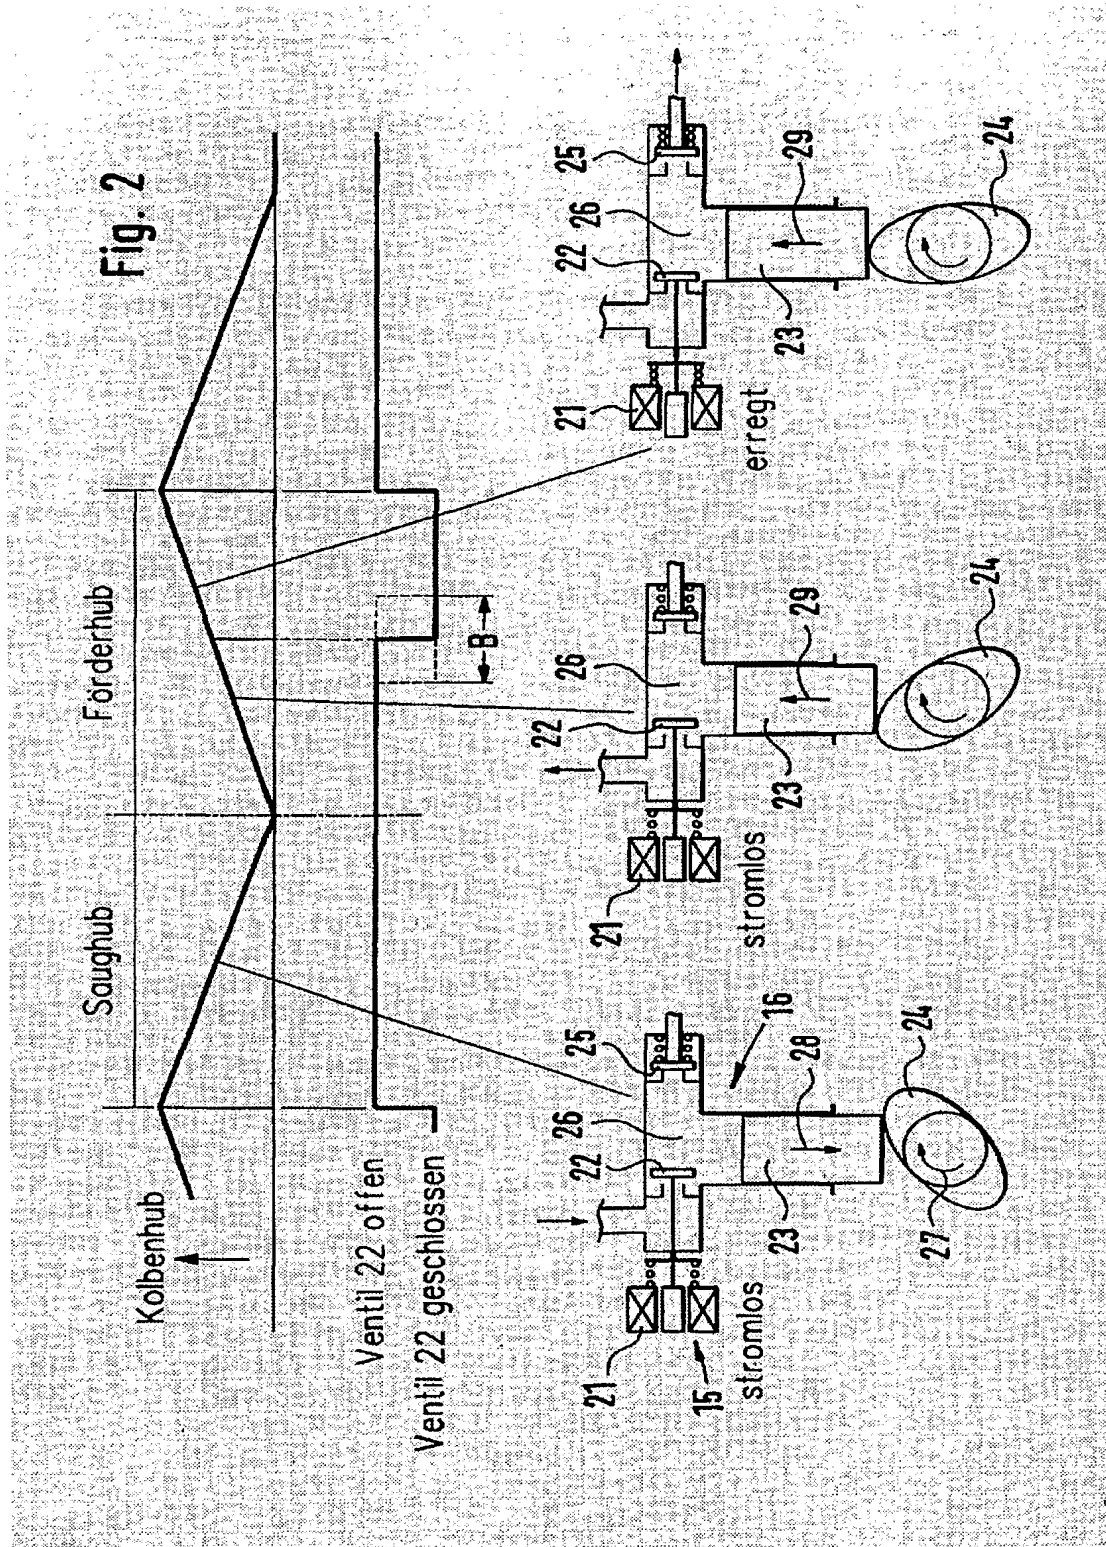 Fig. 2
Saughub
Förderhub
Kolbenhub
Ventil 22 offen
Ventil 22 geschlossen
B
21
22
26
25
15
stromlos
23
28
16
27
24
21
22
26
stromlos
23
29
24
21
22
26
25
erregt
23
29
24